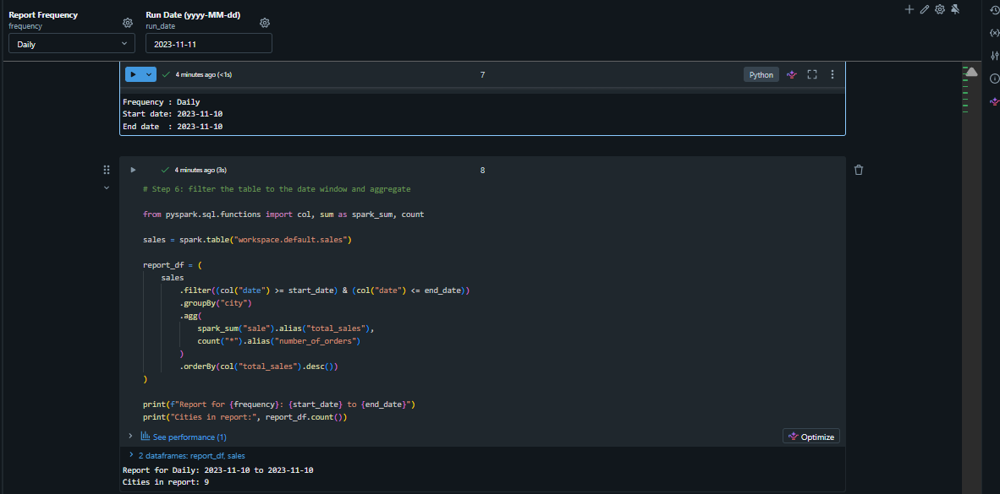 Report Frequency
frequency
Daily
Run Date (yyyy-MM-dd)
run_date
2023-11-11
4 minutes ago (<1s)
7
Python
Frequency : Daily
Start date: 2023-11-10
End date  : 2023-11-10
4 minutes ago (3s)
8
# Step 6: filter the table to the date window and aggregate
from pyspark.sql.functions import col, sum as spark_sum, count
sales = spark.table("workspace.default.sales")
report_df = (
    sales
        .filter((col("date") >= start_date) & (col("date") <= end_date))
        .groupBy("city")
        .agg(
            spark_sum("sale").alias("total_sales"),
            count("*").alias("number_of_orders")
        )
        .orderBy(col("total_sales").desc())
)
print(f"Report for {frequency}: {start_date} to {end_date}")
print("Cities in report:", report_df.count())
See performance (1)
Optimize
2 dataframes: report_df, sales
Report for Daily: 2023-11-10 to 2023-11-10
Cities in report: 9